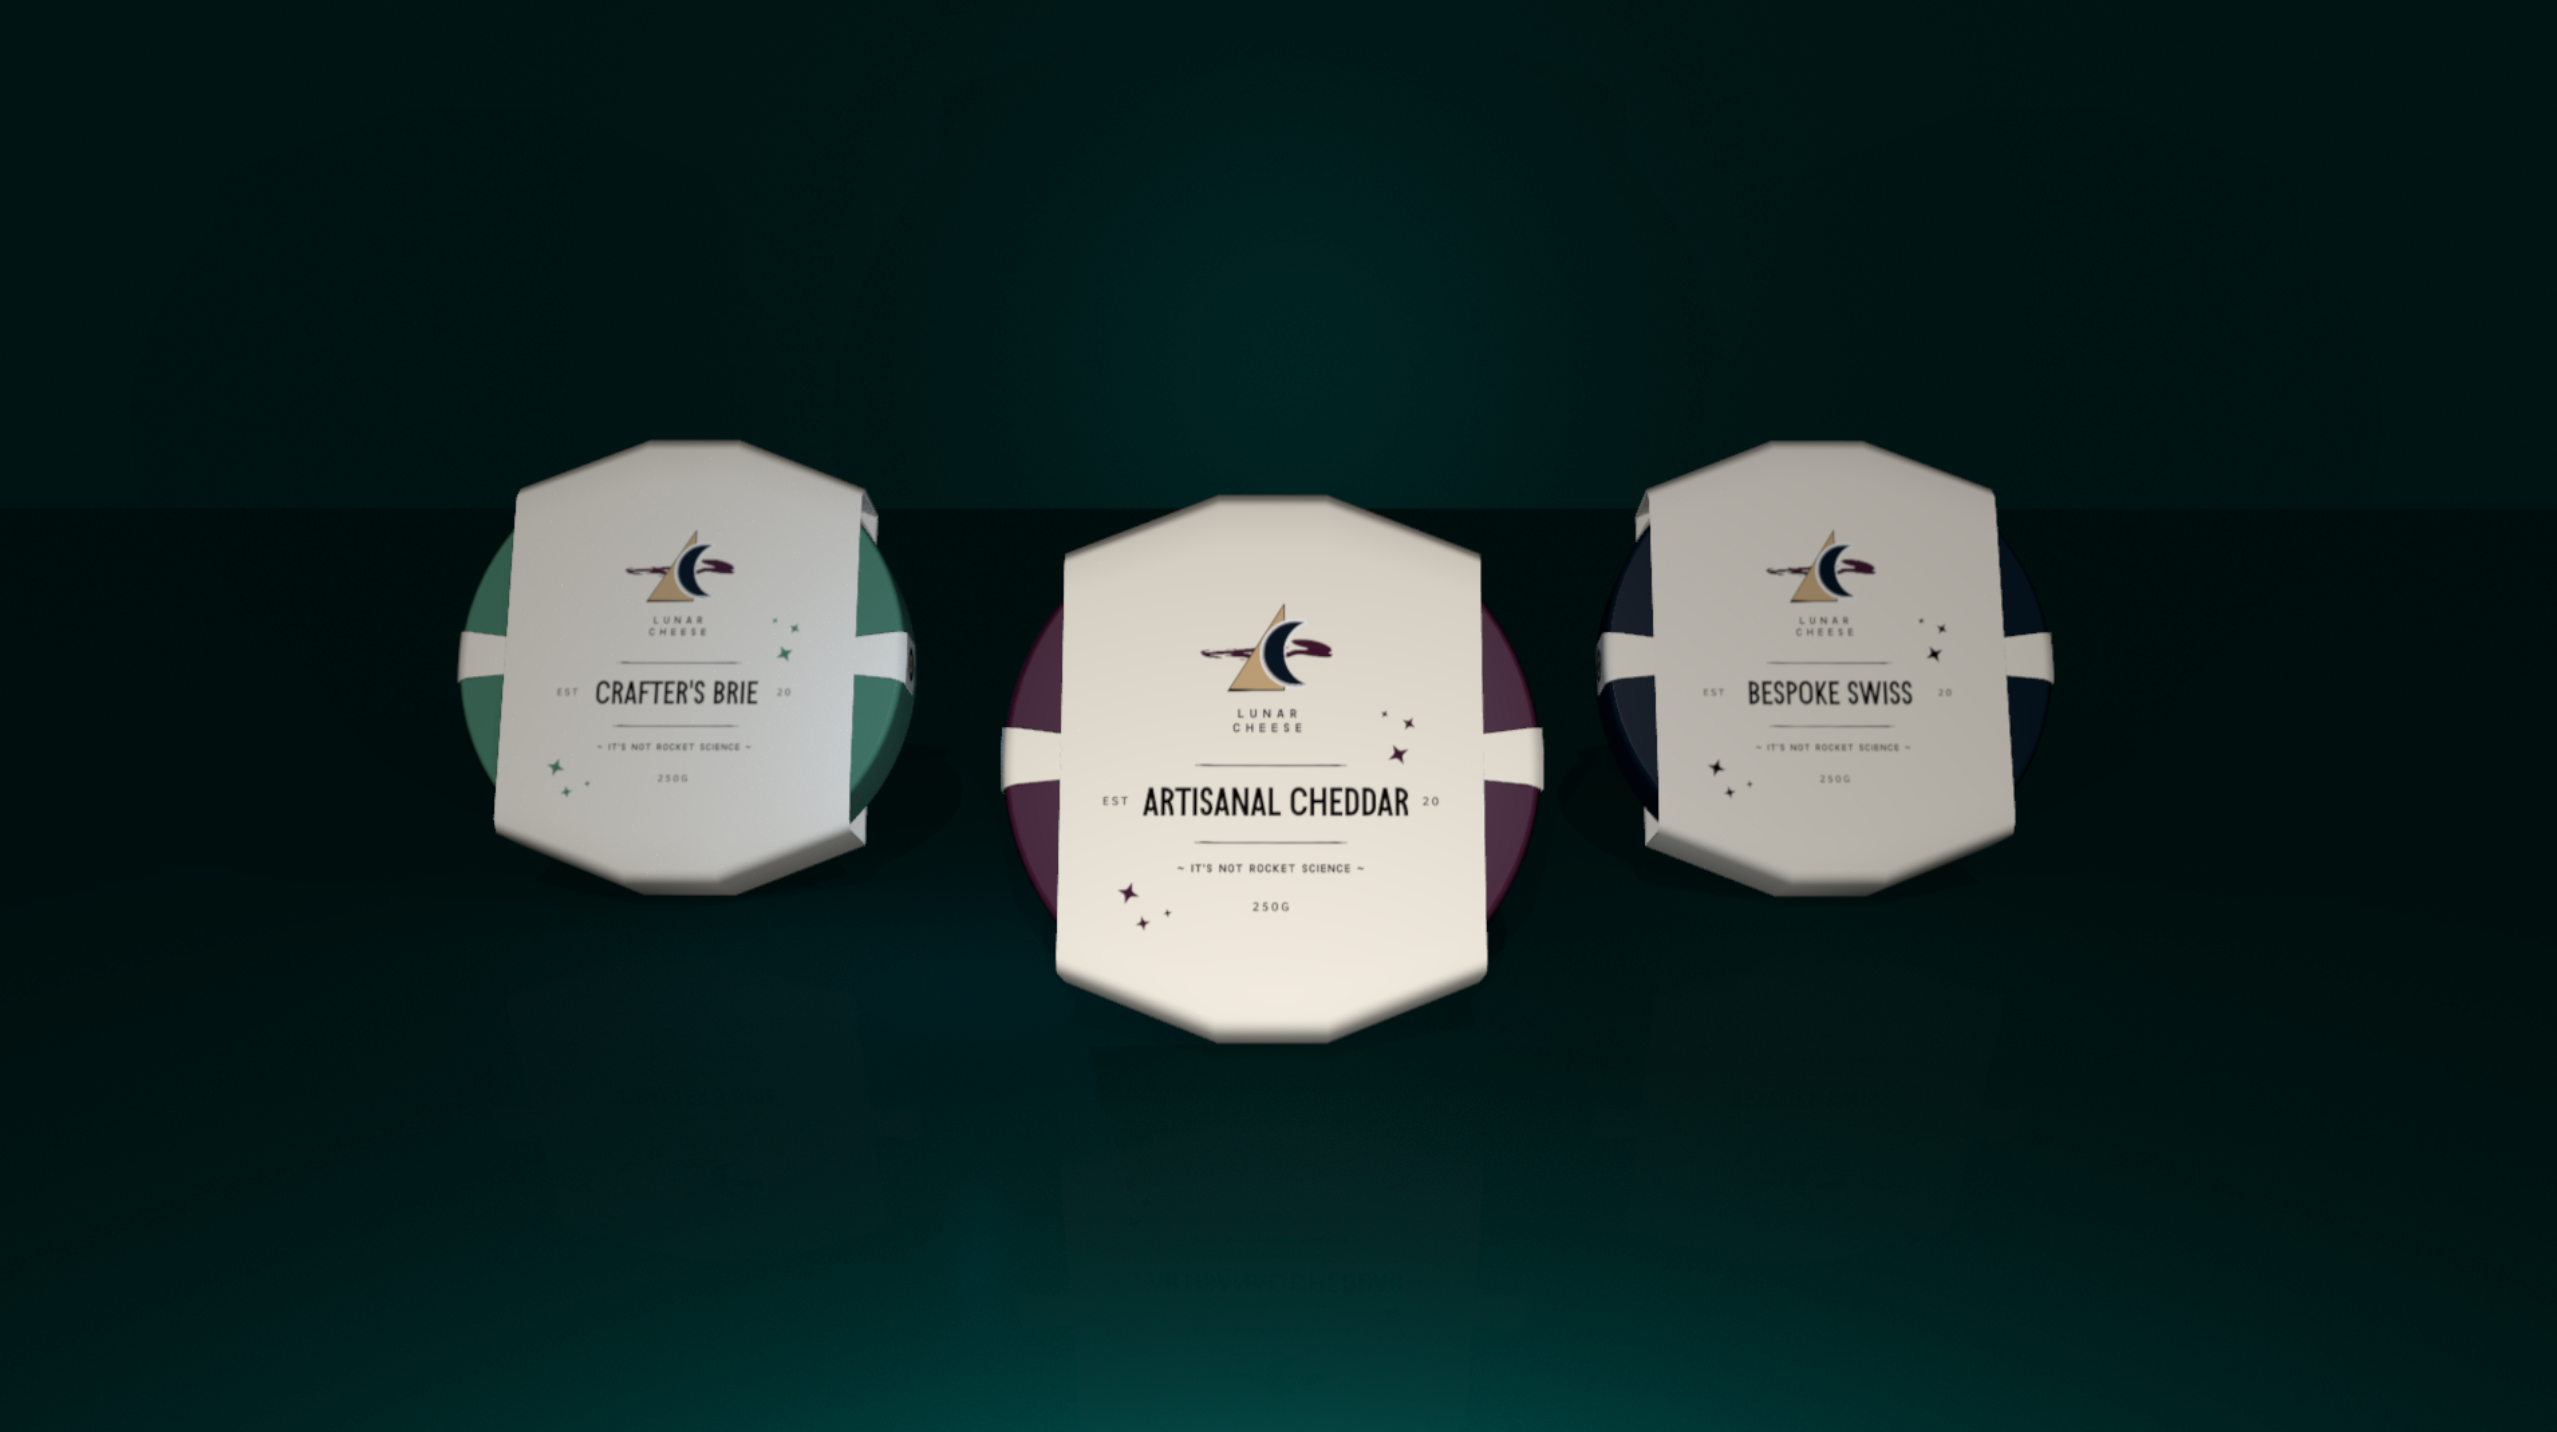 LUNAR
CHEESE
EST CRAFTER'S BRIE 20
~ IT'S NOT ROCKET SCIENCE ~
250G
LUNAR
CHEESE
EST ARTISANAL CHEDDAR 20
~ IT'S NOT ROCKET SCIENCE ~
250G
LUNAR
CHEESE
EST BESPOKE SWISS 20
~ IT'S NOT ROCKET SCIENCE ~
250G